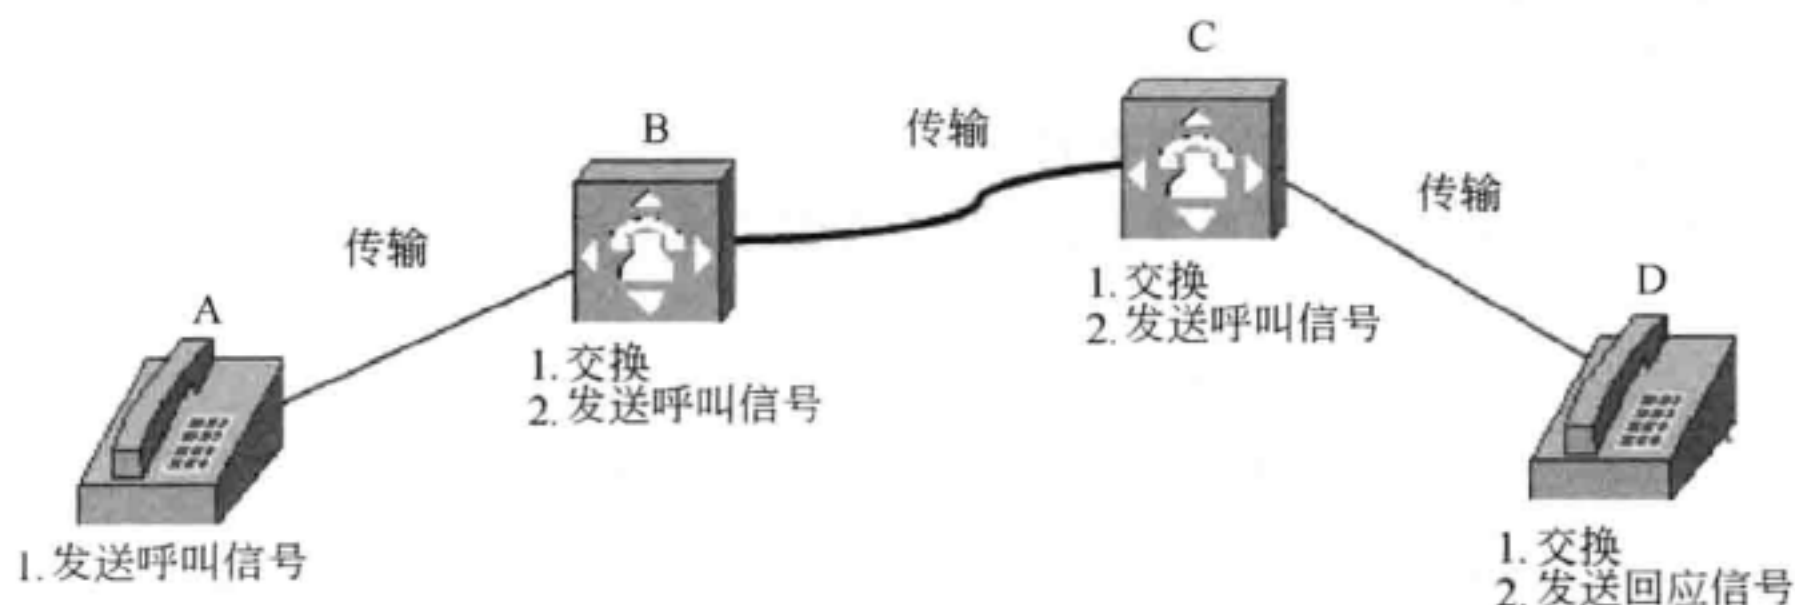 C
传输
B
传输
传输
1. 交换
2. 发送呼叫信号
D
A
1. 交换
2. 发送呼叫信号
1. 发送呼叫信号
1. 交换
2. 发送回应信号